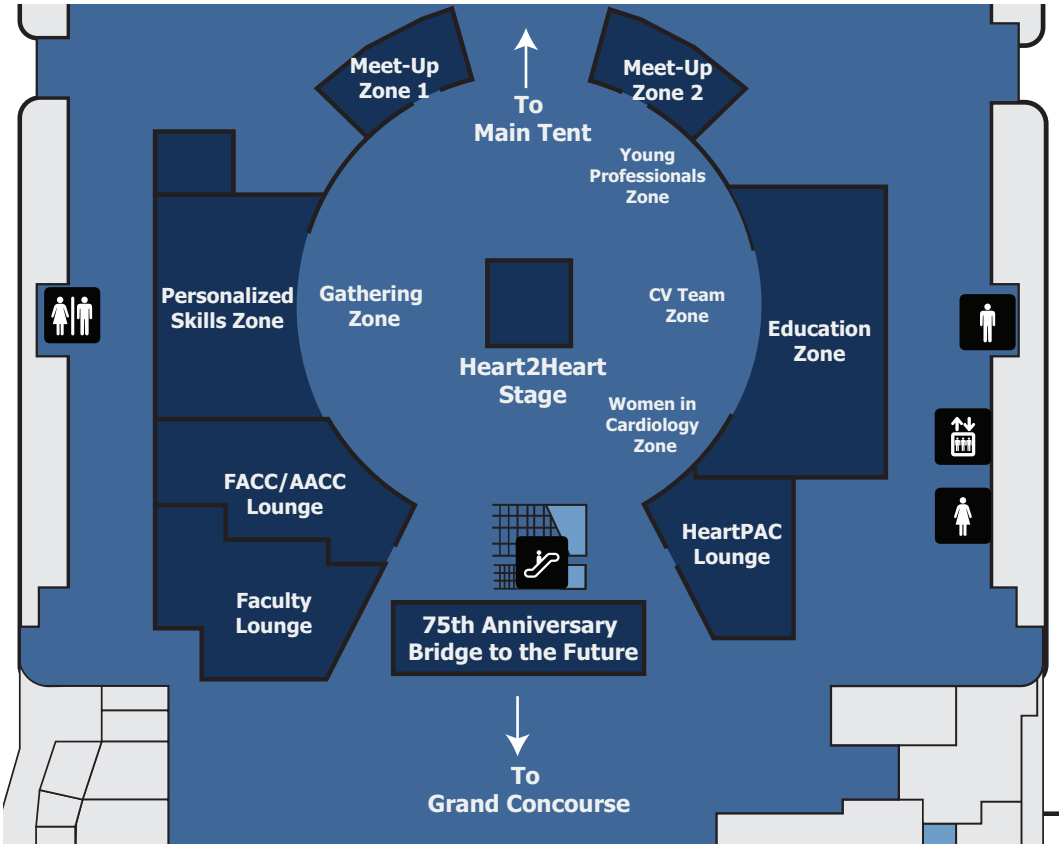 Meet-Up
Zone 1
Meet-Up
Zone 2
To
Main Tent
Young
Professionals
Zone
Personalized
Skills Zone
Gathering
Zone
CV Team
Zone
Education
Zone
Heart2Heart
Stage
Women in
Cardiology
Zone
FACC/AACC
Lounge
HeartPAC
Lounge
Faculty
Lounge
75th Anniversary
Bridge to the Future
To
Grand Concourse